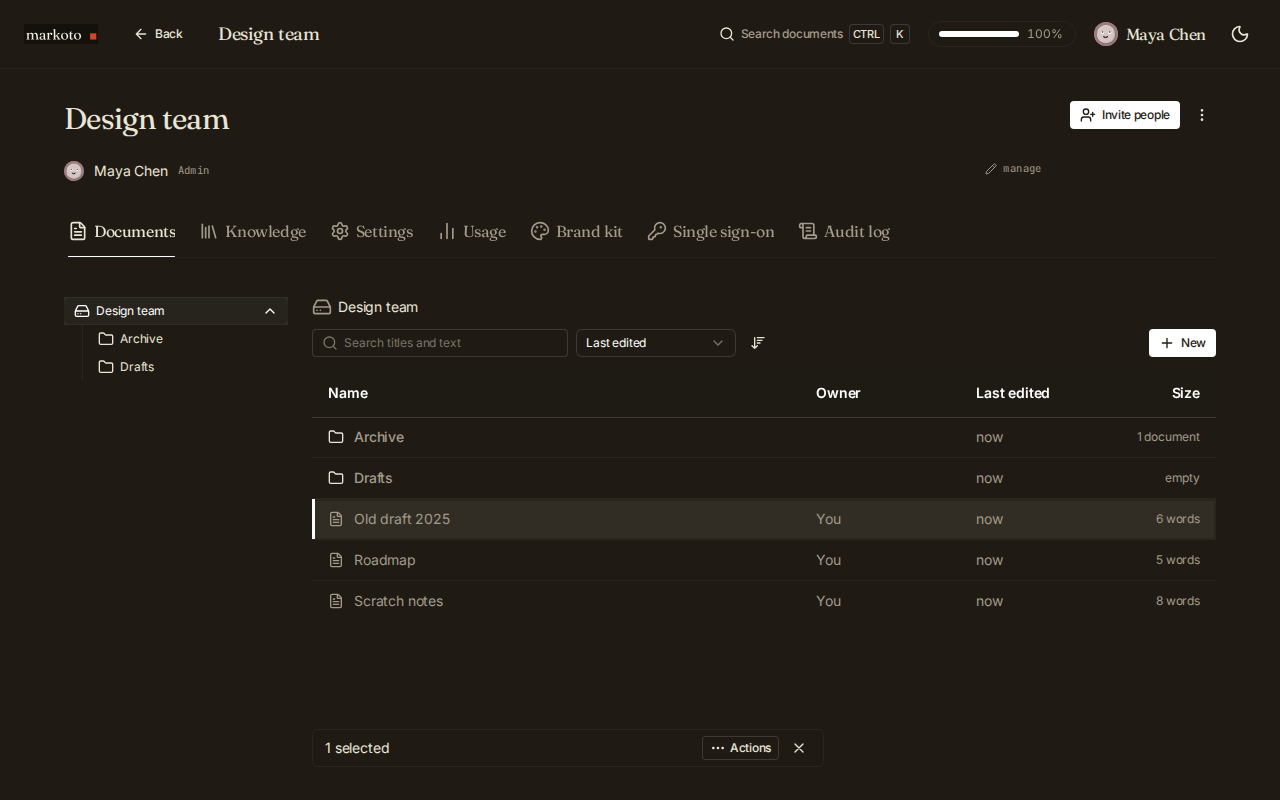 markoto
Back
Design team
Search documents CTRL K
100%
Maya Chen
Design team
Invite people
Maya Chen Admin
manage
Documents
Knowledge
Settings
Usage
Brand kit
Single sign-on
Audit log
Design team
Archive
Drafts
Design team
Search titles and text
Last edited
New
Name Owner Last edited Size
Archive now 1 document
Drafts now empty
Old draft 2025 You now 6 words
Roadmap You now 5 words
Scratch notes You now 8 words
1 selected
Actions